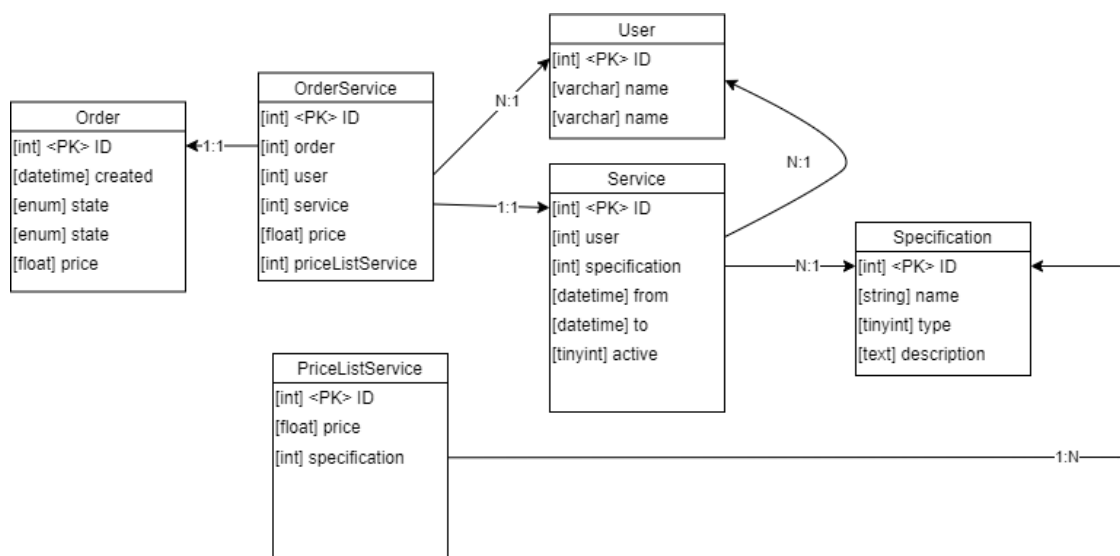 Order
[int] <PK> ID
[datetime] created
[enum] state
[enum] state
[float] price
1:1
OrderService
[int] <PK> ID
[int] order
[int] user
[int] service
[float] price
[int] priceListService
N:1
1:1
User
[int] <PK> ID
[varchar] name
[varchar] name
N:1
Service
[int] <PK> ID
[int] user
[int] specification
[datetime] from
[datetime] to
[tinyint] active
N:1
Specification
[int] <PK> ID
[string] name
[tinyint] type
[text] description
PriceListService
[int] <PK> ID
[float] price
[int] specification
1:N